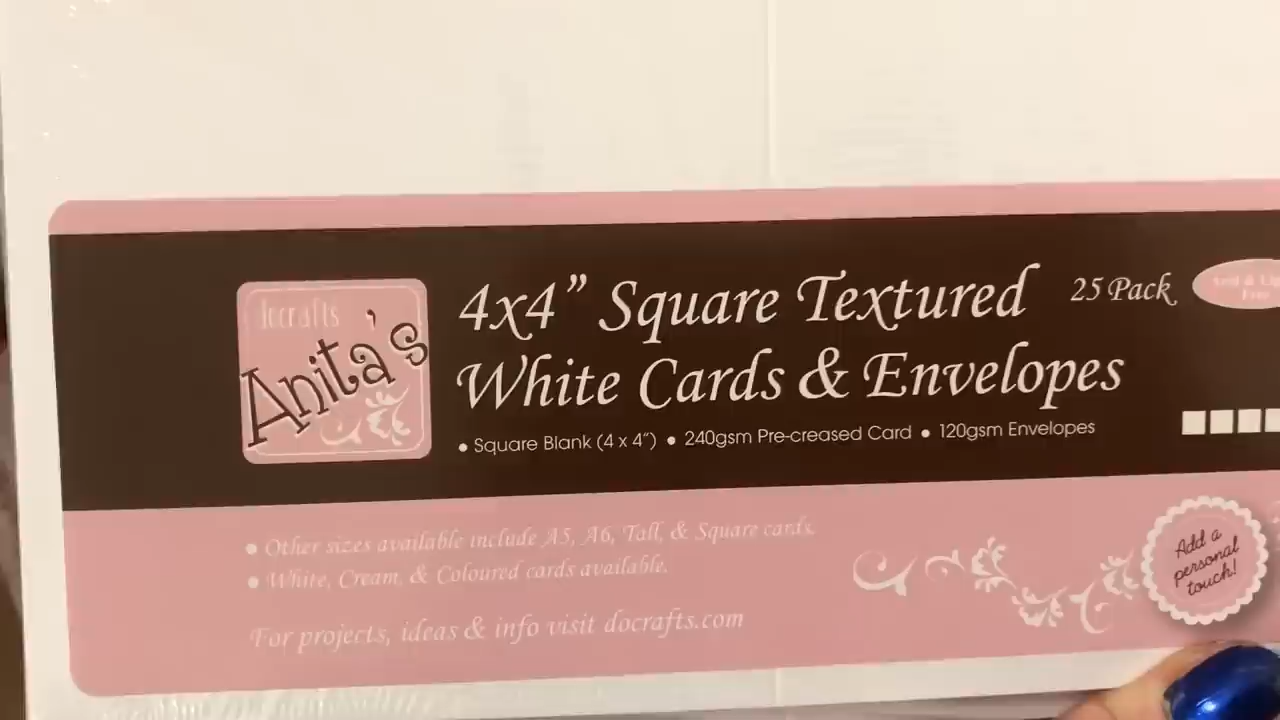 docrafts
Anita's
4x4” Square Textured
White Cards & Envelopes
25 Pack
• Square Blank (4 x 4”) • 240gsm Pre-creased Card • 120gsm Envelopes
• Other sizes available include A5, A6, Tall, & Square cards.
• White, Cream, & Coloured cards available.
For projects, ideas & info visit docrafts.com
Add a
personal
touch!